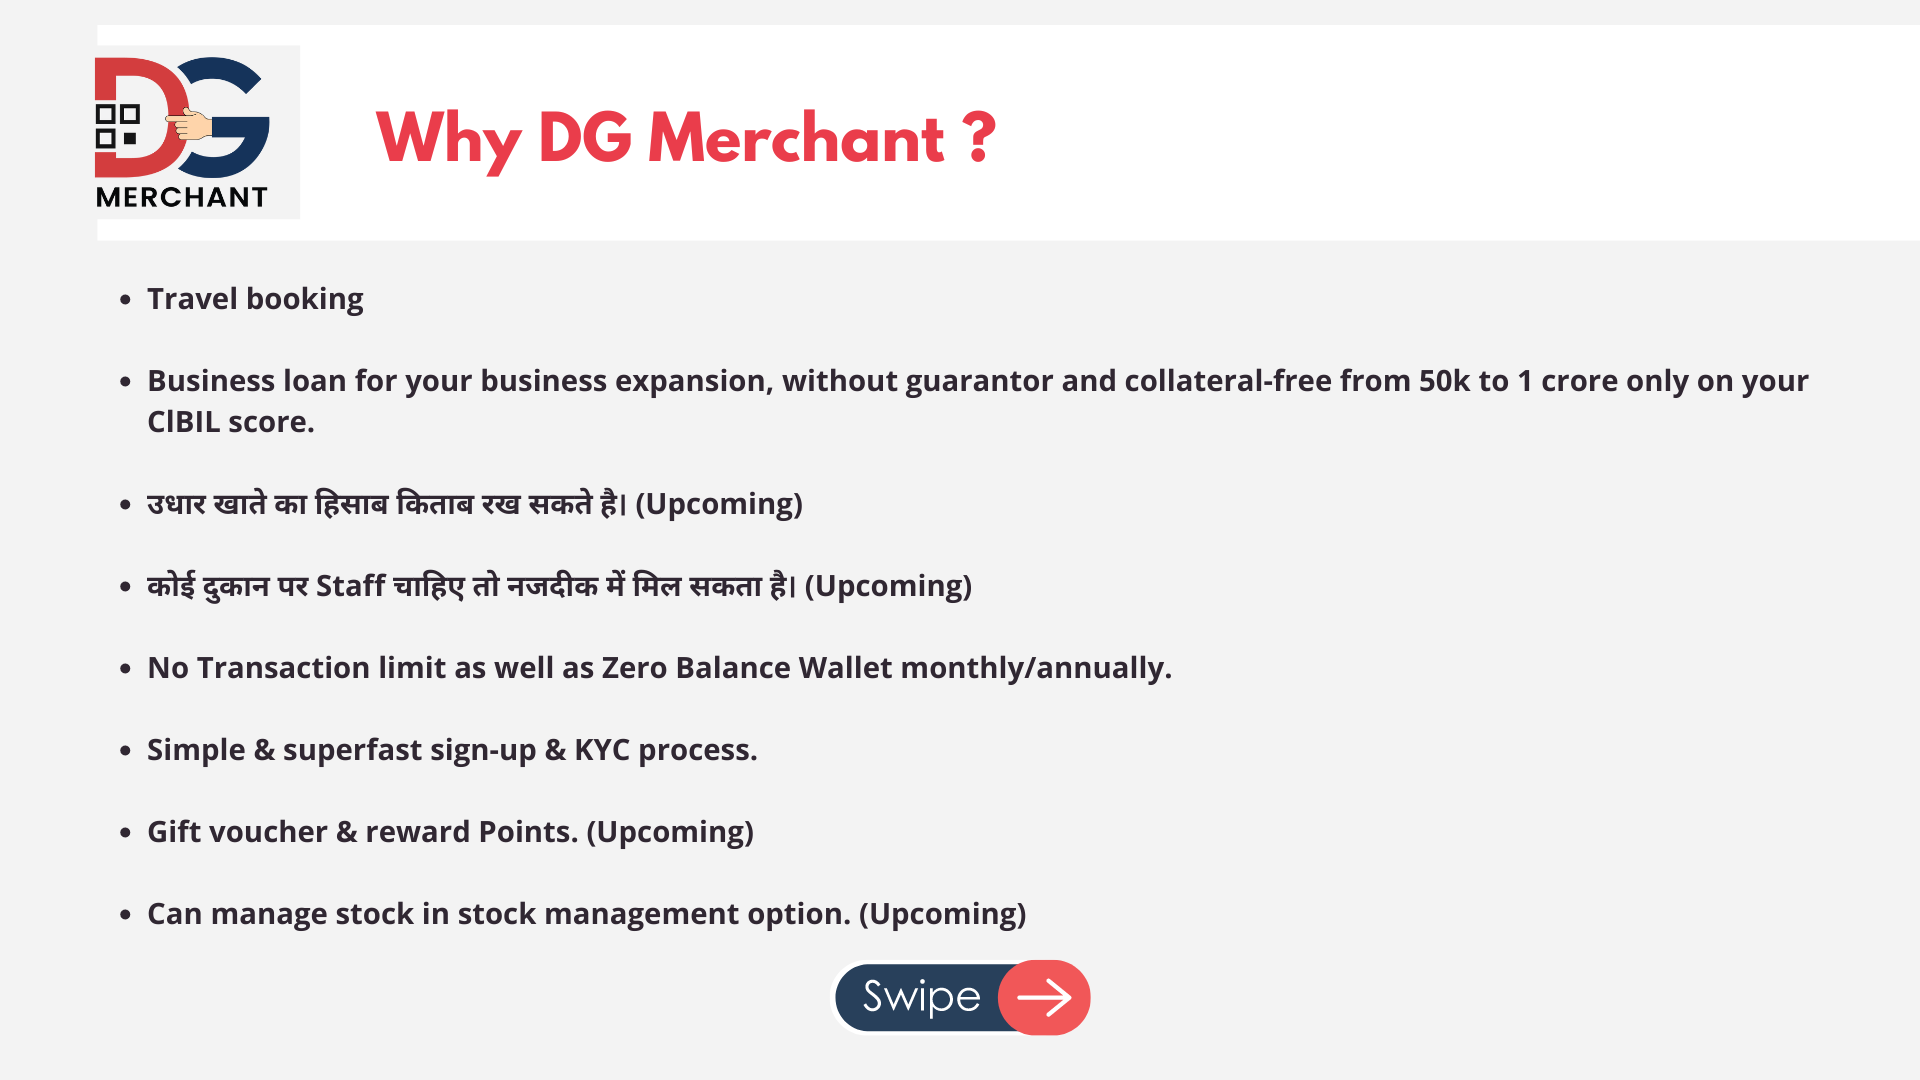 DG
MERCHANT
Why DG Merchant ?
• Travel booking
• Business loan for your business expansion, without guarantor and collateral-free from 50k to 1 crore only on your
ClBIL score.
• उधार खाते का हिसाब किताब रख सकते है। (Upcoming)
• कोई दुकान पर Staff चाहिए तो नजदीक में मिल सकता है। (Upcoming)
• No Transaction limit as well as Zero Balance Wallet monthly/annually.
• Simple & superfast sign-up & KYC process.
• Gift voucher & reward Points. (Upcoming)
• Can manage stock in stock management option. (Upcoming)
Swipe